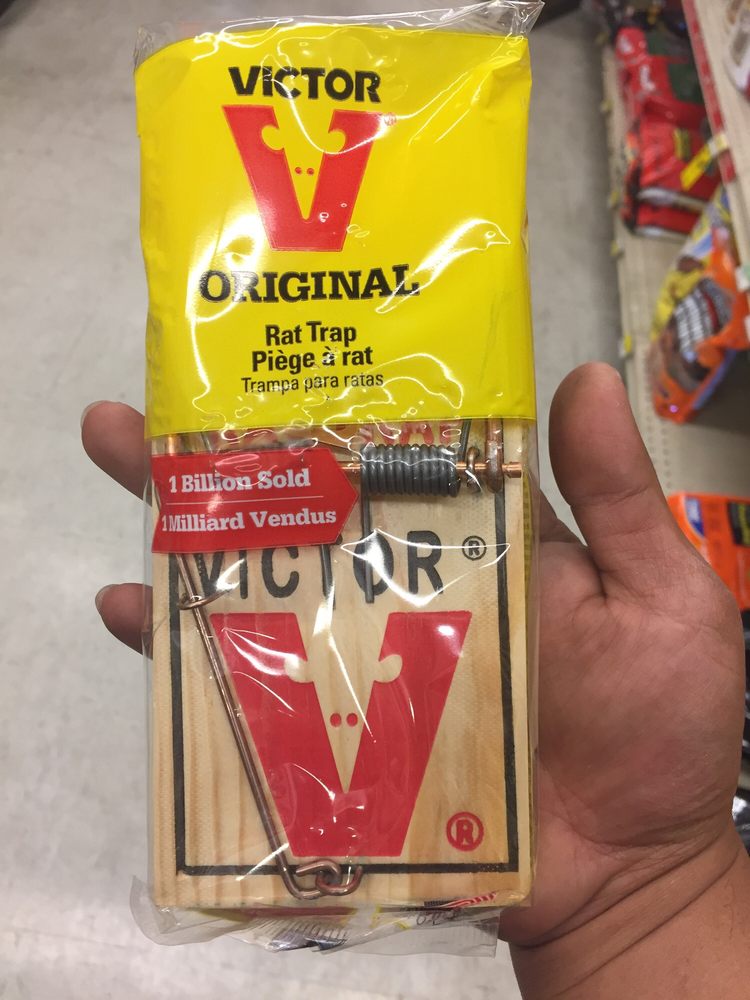 VICTOR
®
ORIGINAL
Rat Trap
Piège à rat
Trampa para ratas
1 Billion Sold
1 Milliard Vendus
VICTOR ®
®